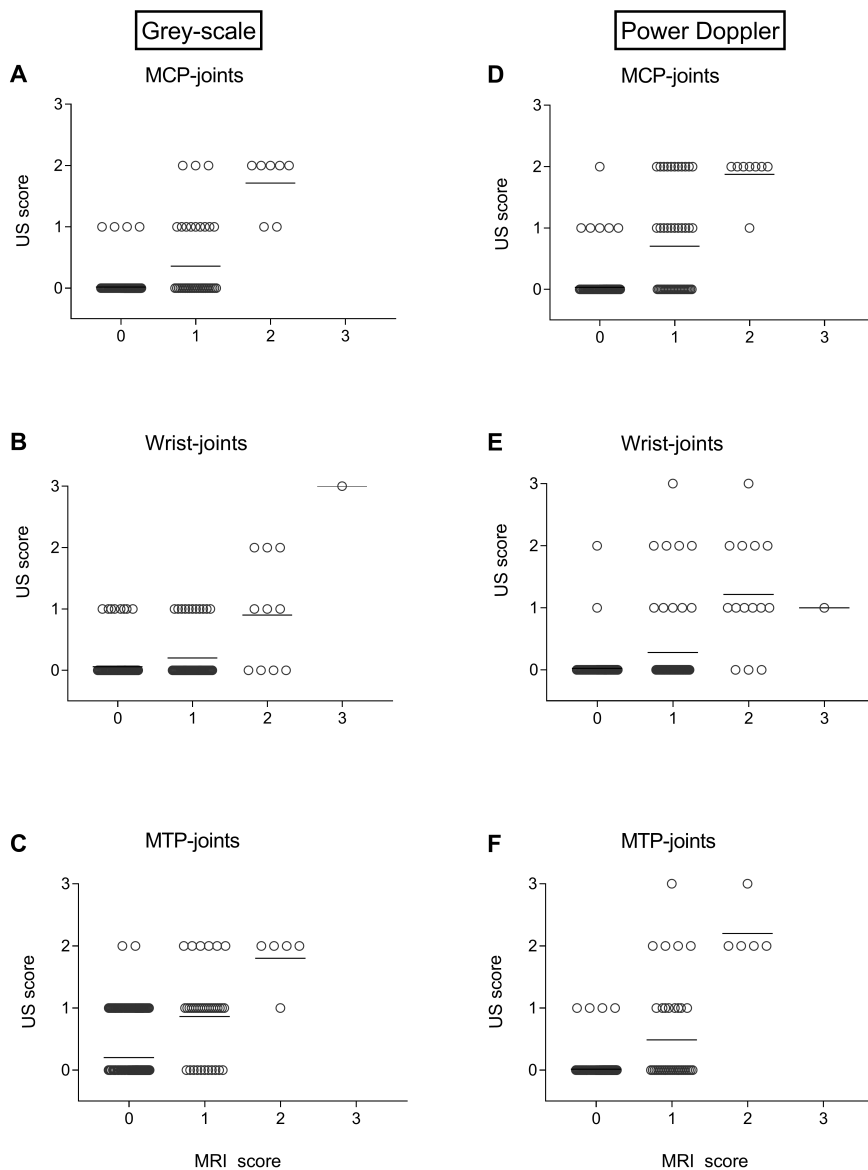 Grey-scale
Power Doppler
A
MCP-joints
3
2
1
0
US score
0 1 2 3
D
MCP-joints
3
2
1
0
US score
0 1 2 3
B
Wrist-joints
3
2
1
0
US score
0 1 2 3
E
Wrist-joints
3
2
1
0
US score
0 1 2 3
C
MTP-joints
3
2
1
0
US score
0 1 2 3
MRI score
F
MTP-joints
3
2
1
0
US score
0 1 2 3
MRI score